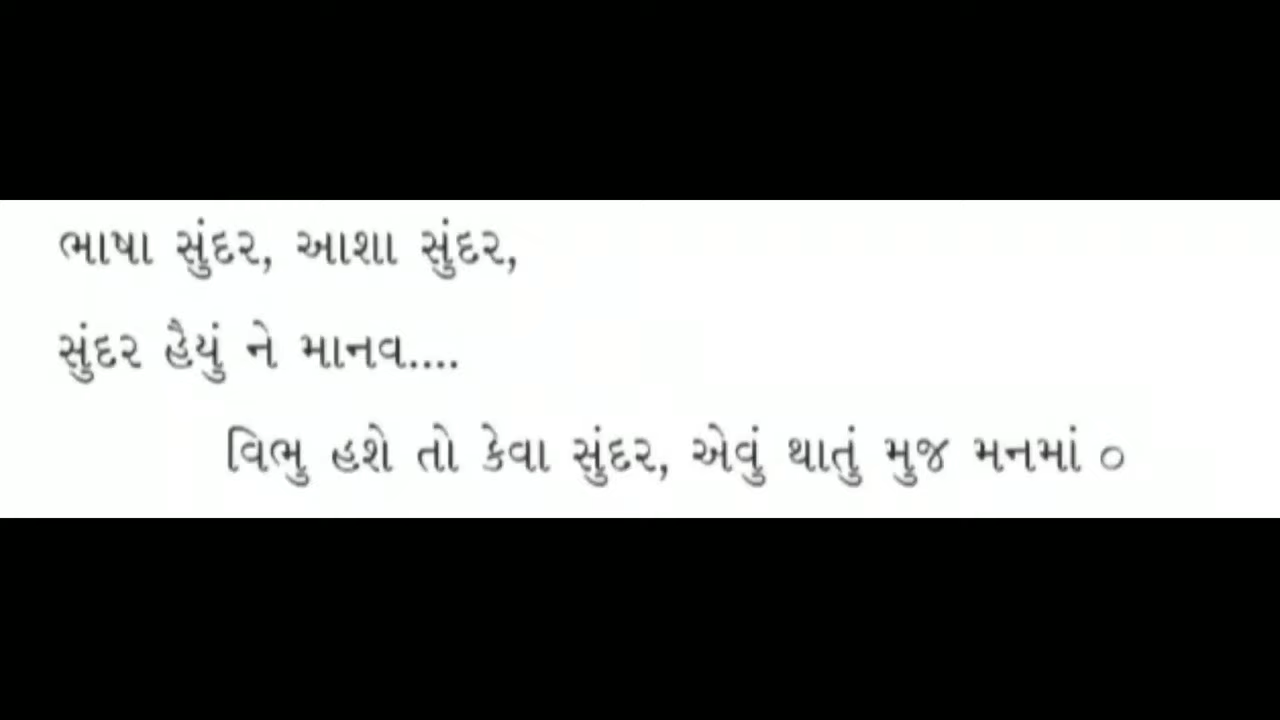 ભાષા સુંદર, આશા સુંદર,
સુંદર હૈયું ને માનવ....
વિભુ હશે તો કેવા સુંદર, એવું થાતું મુજ મનમાં ૦